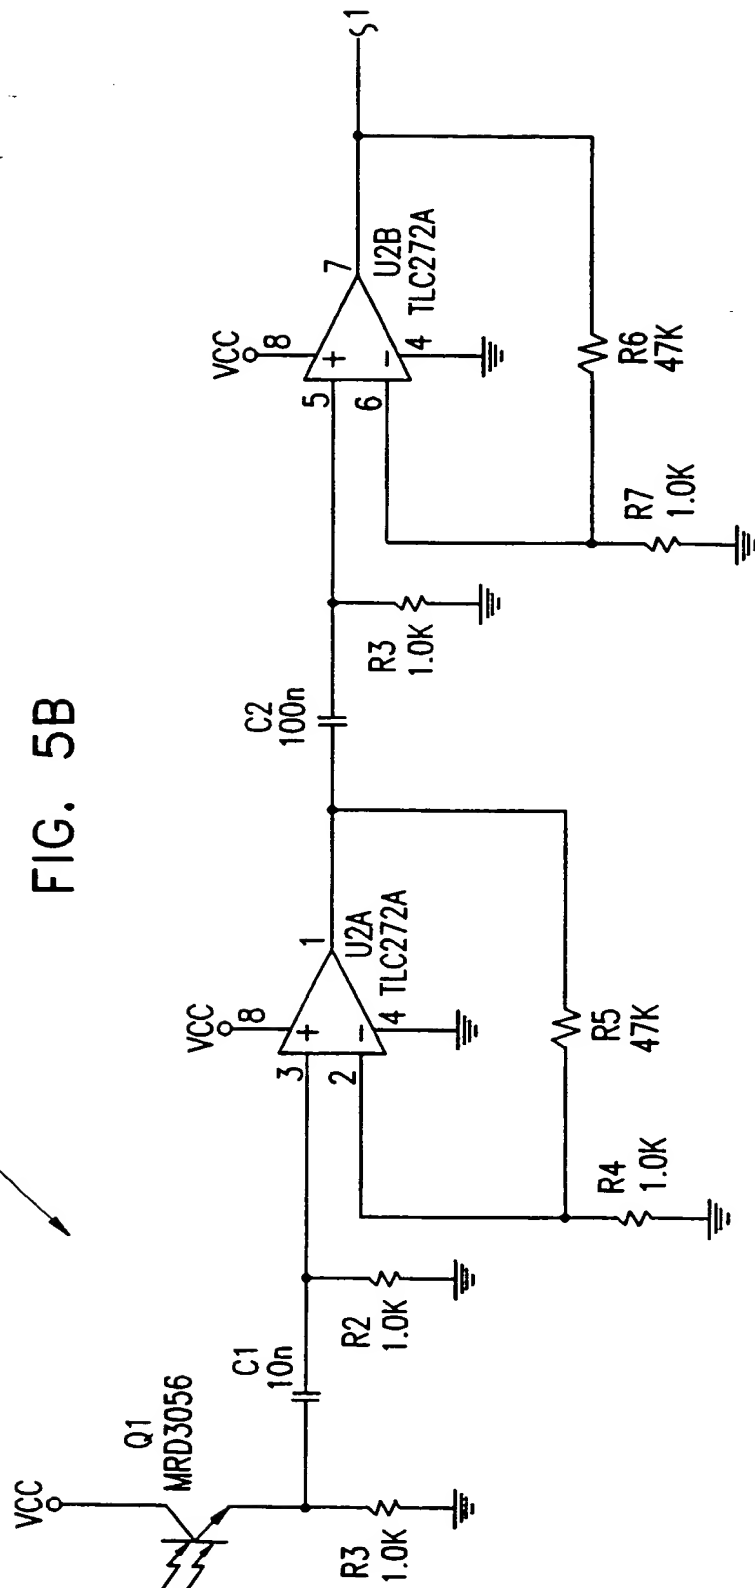 FIG. 5B
VCC
Q1
MRD3056
R3
1.0K
C1
10n
R2
1.0K
VCC
8
3
+
2
−
1
4
U2A
TLC272A
R4
1.0K
R5
47K
C2
100n
R3
1.0K
VCC
8
5
+
6
−
7
4
U2B
TLC272A
R7
1.0K
R6
47K
1